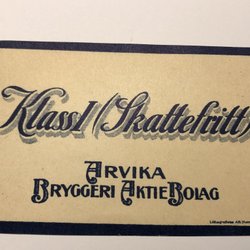 Klass I (Skattefritt)
ARVIKA
BRYGGERI AKTIEBOLAG